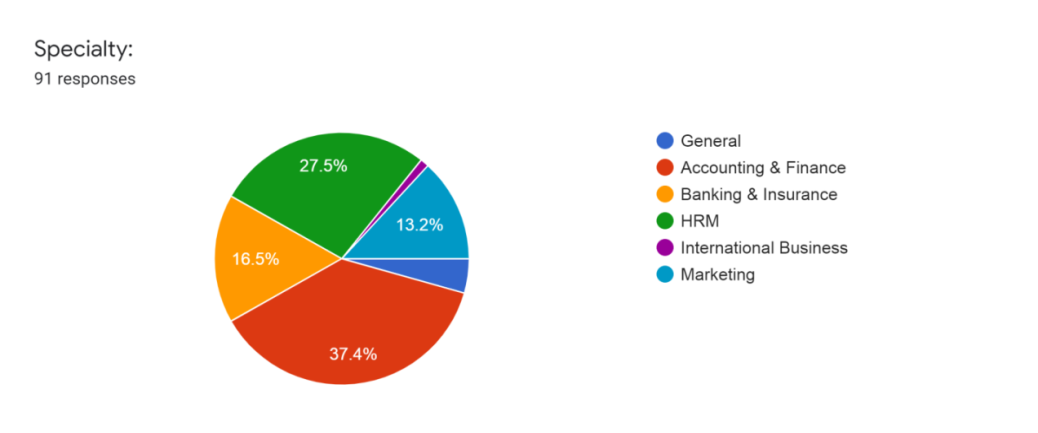 Specialty:
91 responses
27.5%
13.2%
16.5%
37.4%
General
Accounting & Finance
Banking & Insurance
HRM
International Business
Marketing